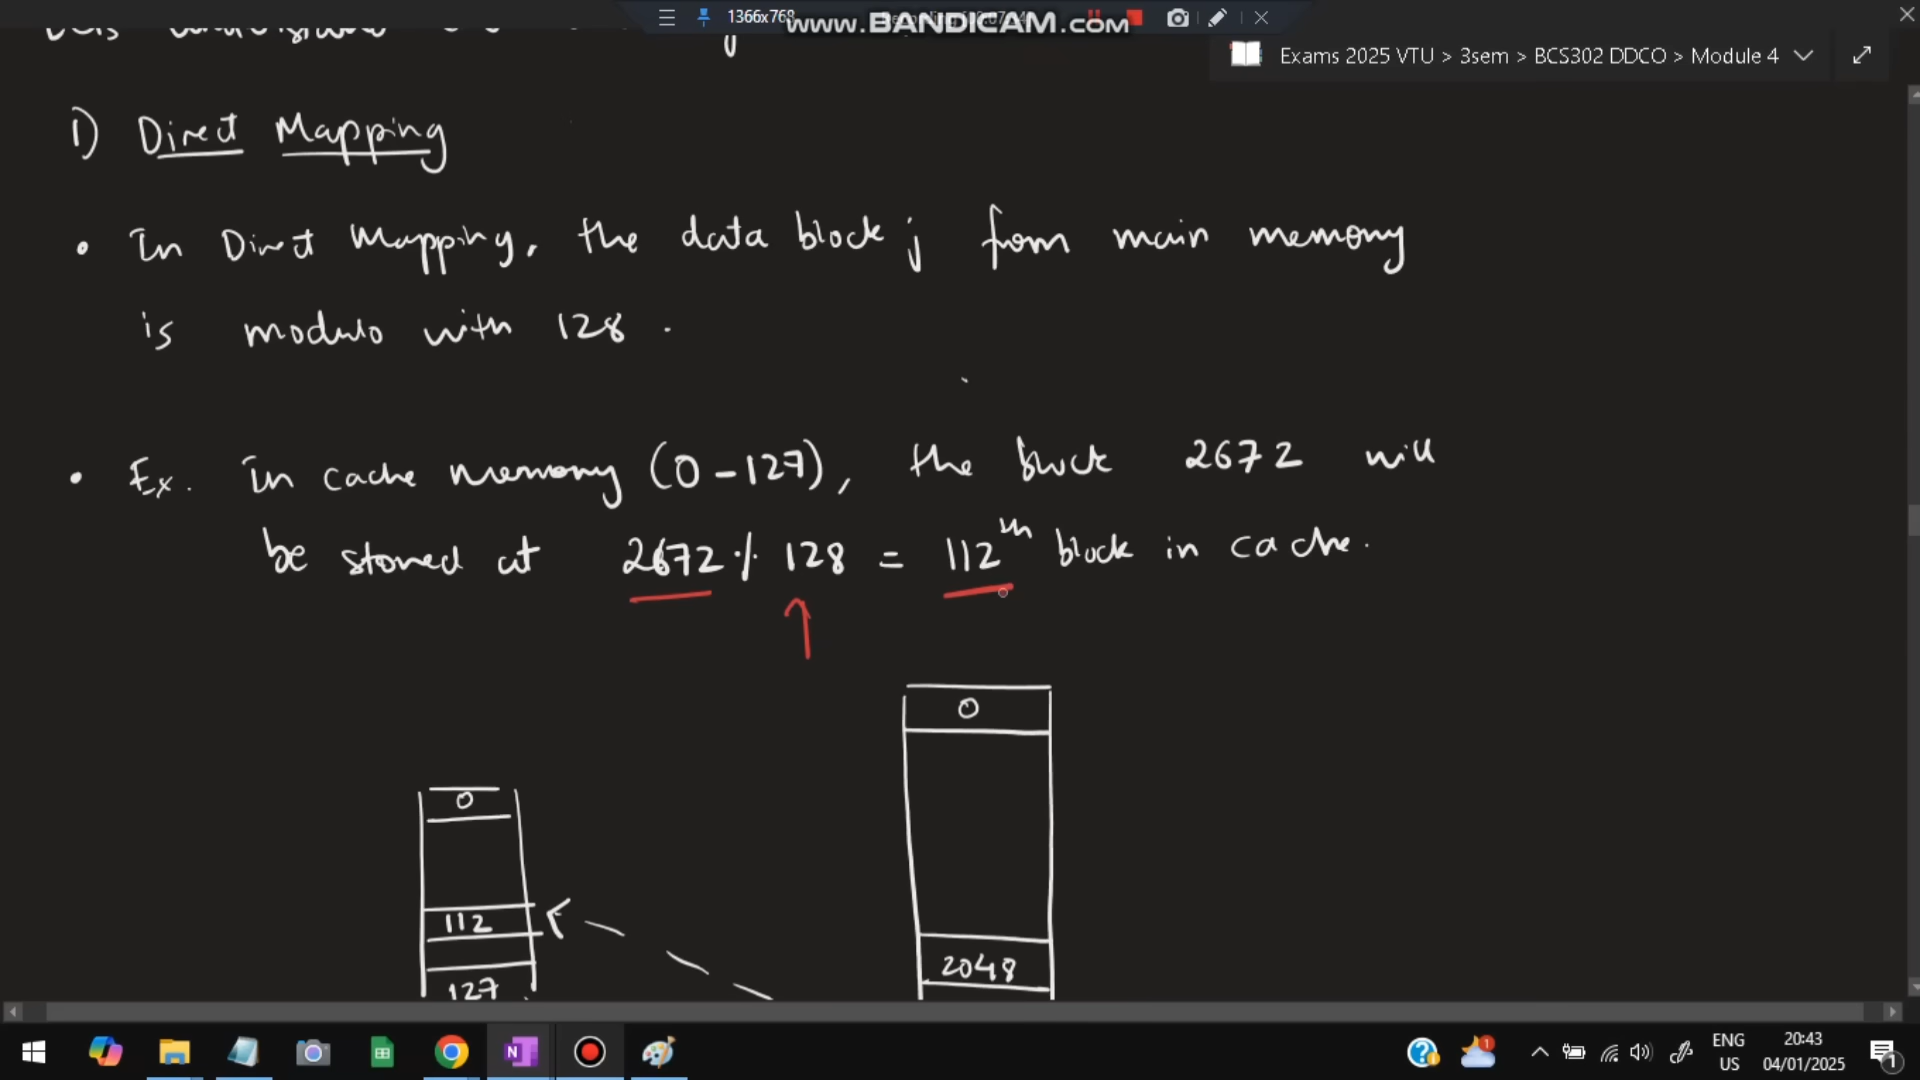 1366x768
www.BANDICAM.com
Exams 2025 VTU > 3sem > BCS302 DDCO > Module 4
1) Direct Mapping
• In Direct Mapping, the data block j from main memory
is modulo with 128.
• Ex. In cache memory (0-127), the block 2672 will
be stored at 2672 % 128 = 112th block in cache.
0
0
112
2048
127
ENG
US
20:43
04/01/2025